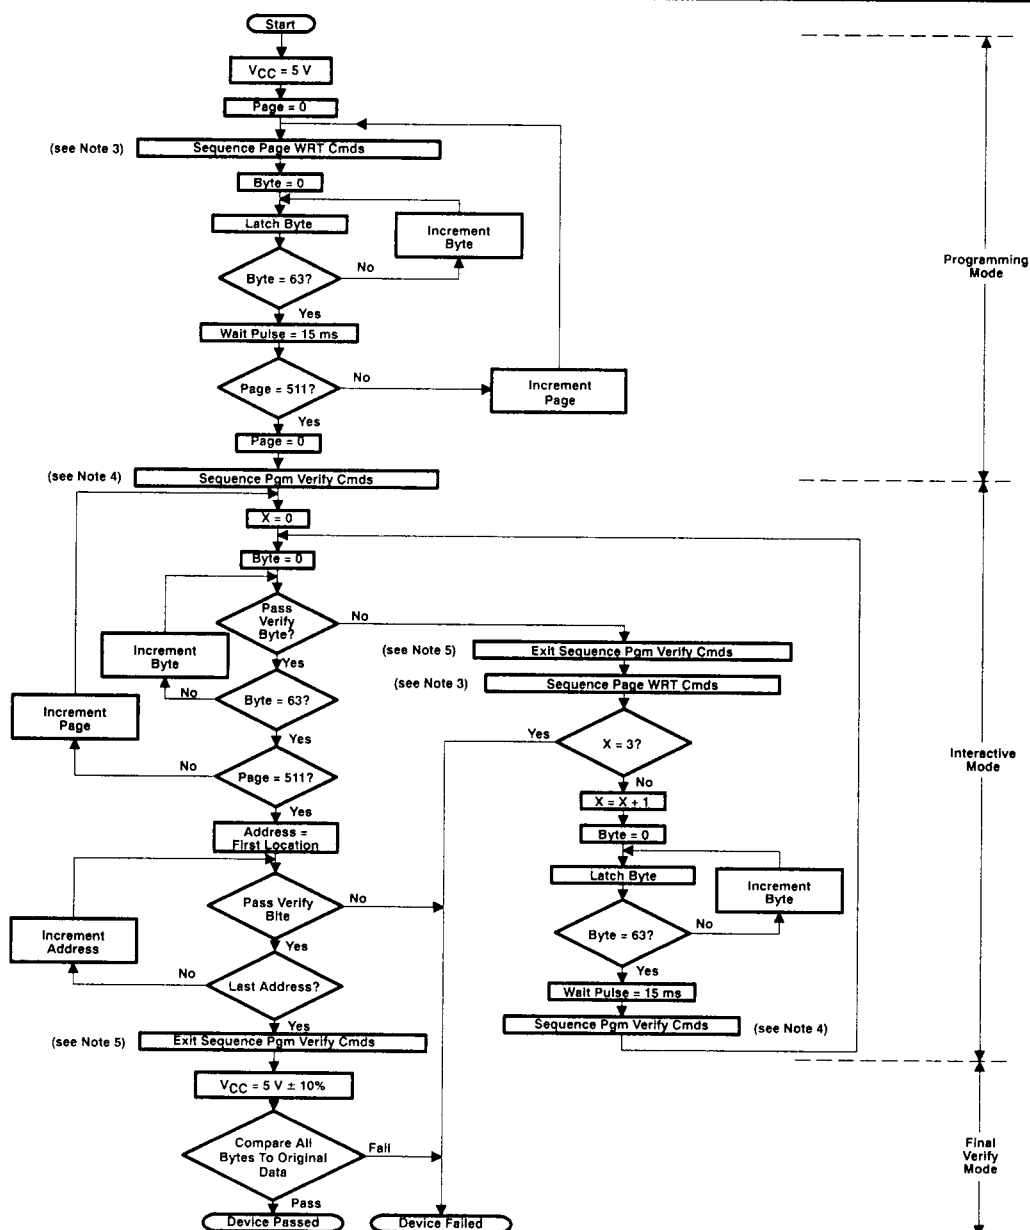 Start
VCC = 5 V
Page = 0
(see Note 3)
Sequence Page WRT Cmds
Byte = 0
Latch Byte
Increment
Byte
Byte = 63?
No
Yes
Wait Pulse = 15 ms
Page = 511?
No
Increment
Page
Yes
Page = 0
(see Note 4)
Sequence Pgm Verify Cmds
Programming
Mode
X = 0
Byte = 0
Pass
Verify
Byte?
No
Yes
Increment
Byte
Byte = 63?
No
Yes
Increment
Page
Page = 511?
No
Yes
Address =
First Location
Pass Verify
Bite
No
Yes
Increment
Address
Last Address?
No
Yes
(see Note 5)
Exit Sequence Pgm Verify Cmds
(see Note 5)
Exit Sequence Pgm Verify Cmds
(see Note 3)
Sequence Page WRT Cmds
X = 3?
Yes
No
X = X + 1
Byte = 0
Latch Byte
Increment
Byte
Byte = 63?
No
Yes
Wait Pulse = 15 ms
Sequence Pgm Verify Cmds
(see Note 4)
Interactive
Mode
VCC = 5 V ± 10%
Compare All
Bytes To Original
Data
Fail
Pass
Device Passed
Device Failed
Final
Verify
Mode